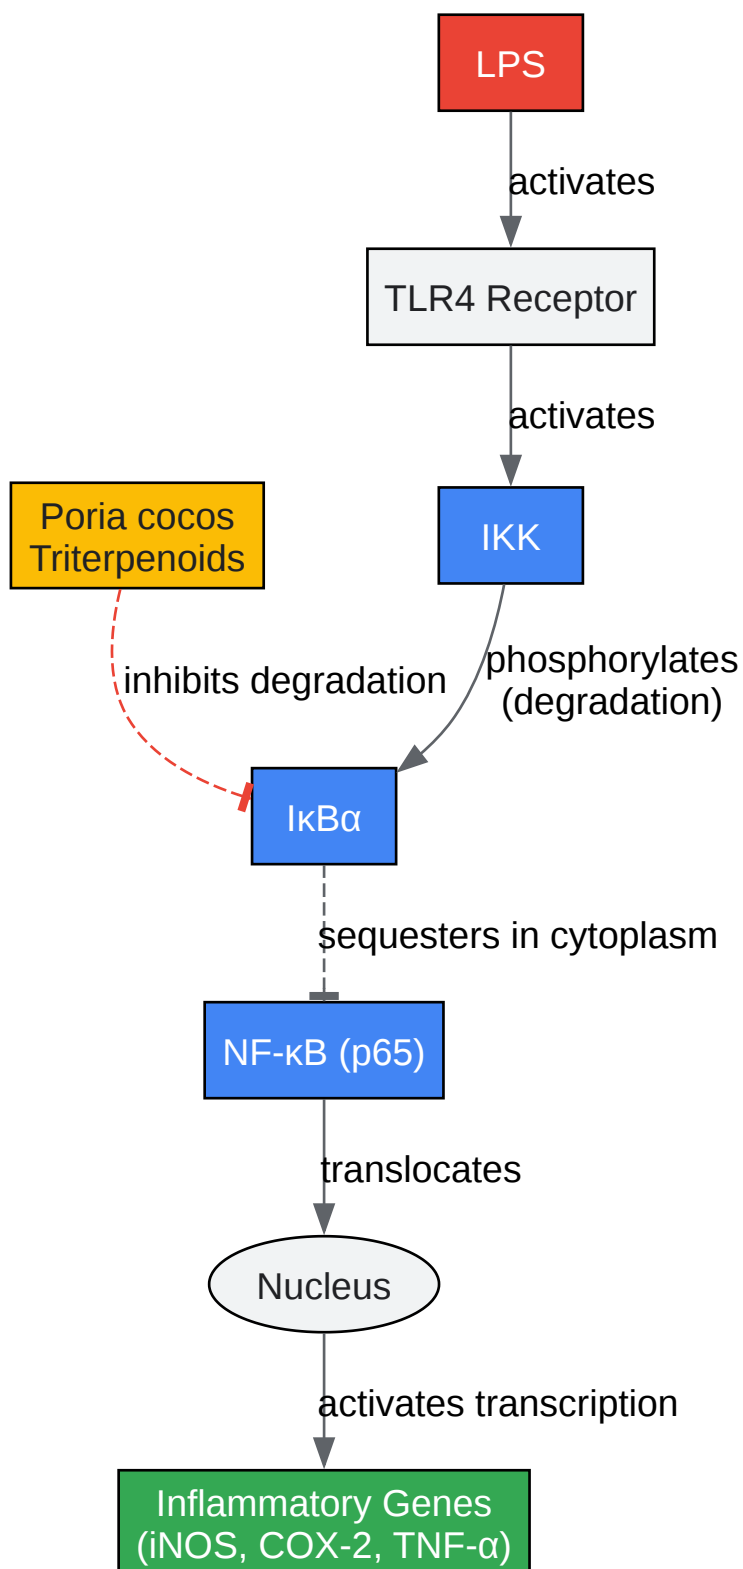 LPS
activates
TLR4 Receptor
activates
Poria cocos
Triterpenoids
IKK
inhibits degradation
phosphorylates
(degradation)
IκBα
sequesters in cytoplasm
NF-κB (p65)
translocates
Nucleus
activates transcription
Inflammatory Genes
(iNOS, COX-2, TNF-α)